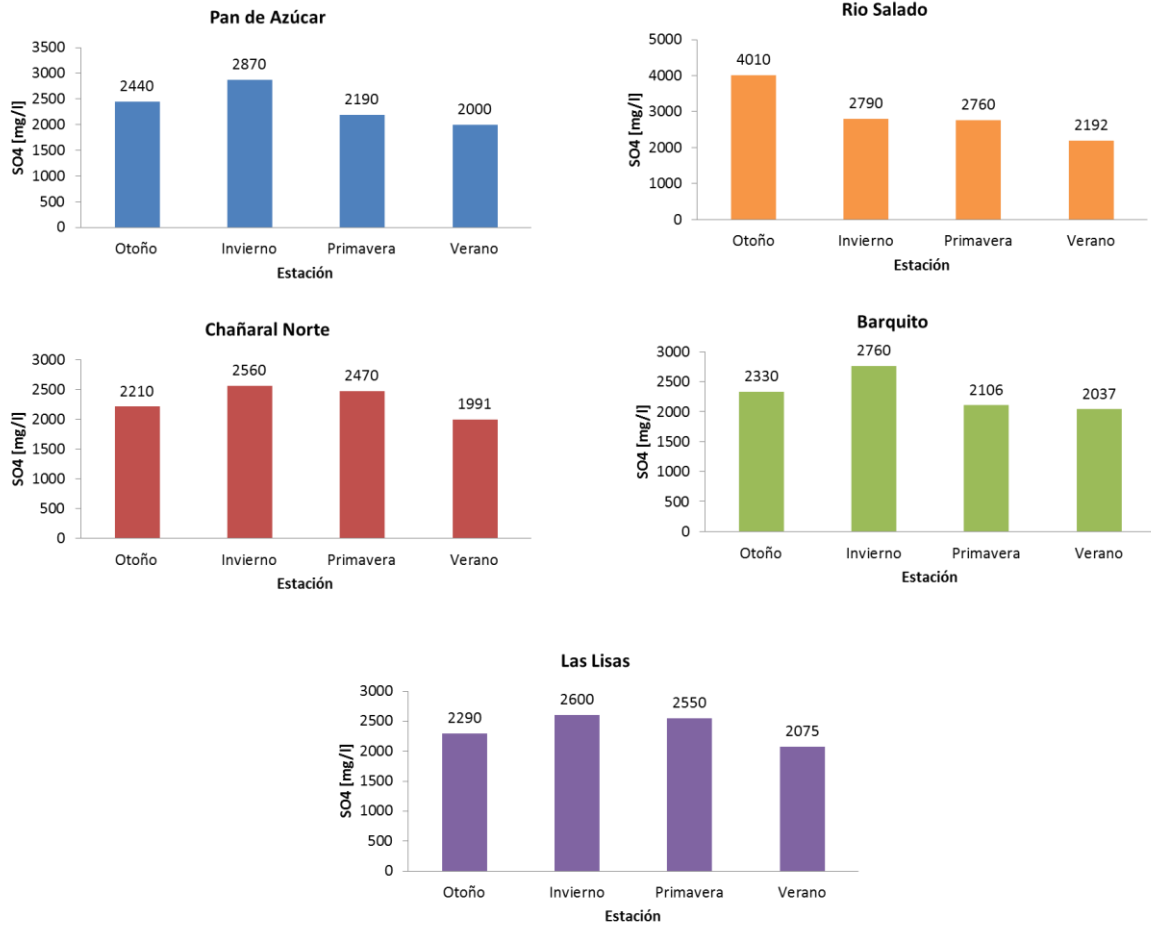 Pan de Azúcar
SO4 [mg/l]
3500
3000
2500
2000
1500
1000
500
0
2440
2870
2190
2000
Otoño Invierno Primavera Verano
Estación
Rio Salado
SO4 [mg/l]
5000
4000
3000
2000
1000
0
4010
2790
2760
2192
Otoño Invierno Primavera Verano
Estación
Chañaral Norte
SO4 [mg/l]
3000
2500
2000
1500
1000
500
0
2210
2560
2470
1991
Otoño Invierno Primavera Verano
Estación
Barquito
SO4 [mg/l]
3000
2500
2000
1500
1000
500
0
2330
2760
2106
2037
Otoño Invierno Primavera Verano
Estación
Las Lisas
SO4 [mg/l]
3000
2500
2000
1500
1000
500
0
2290
2600
2550
2075
Otoño Invierno Primavera Verano
Estación